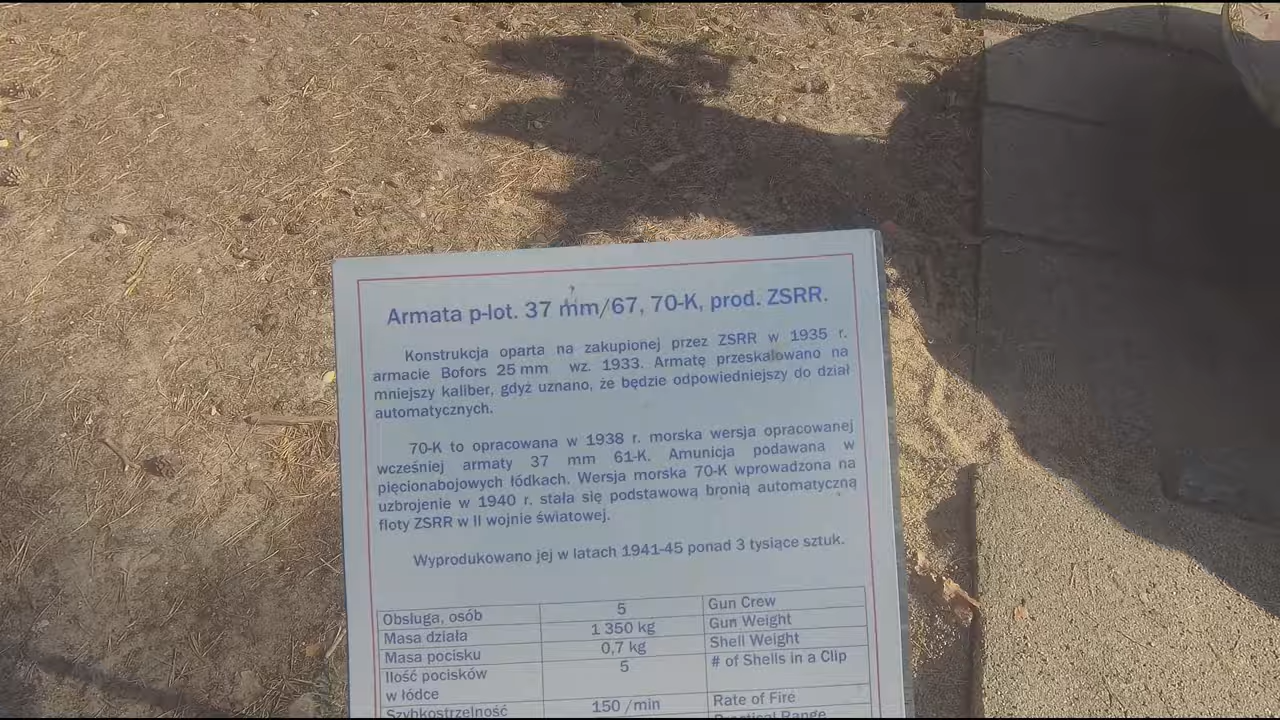 Armata p-lot. 37 mm/67, 70-K, prod. ZSRR.
Konstrukcja oparta na zakupionej przez ZSRR w 1935 r.
armacie Bofors 25 mm wz. 1933. Armatę przeskalowano na
mniejszy kaliber, gdyż uznano, że będzie odpowiedniejszy do dział
automatycznych.
70-K to opracowana w 1938 r. morska wersja opracowanej
wcześniej armaty 37 mm 61-K. Amunicja podawana w
pięcionabojowych łódkach. Wersja morska 70-K wprowadzona na
uzbrojenie w 1940 r. stała się podstawową bronią automatyczną
floty ZSRR w II wojnie światowej.
Wyprodukowano jej w latach 1941-45 ponad 3 tysiące sztuk.
Obsługa, osób 5 Gun Crew
Masa działa 1 350 kg Gun Weight
Masa pocisku 0,7 kg Shell Weight
Ilość pocisków 5 # of Shells in a Clip
w łódce
Szybkostrzelność 150 /min Rate of Fire
Practical Range